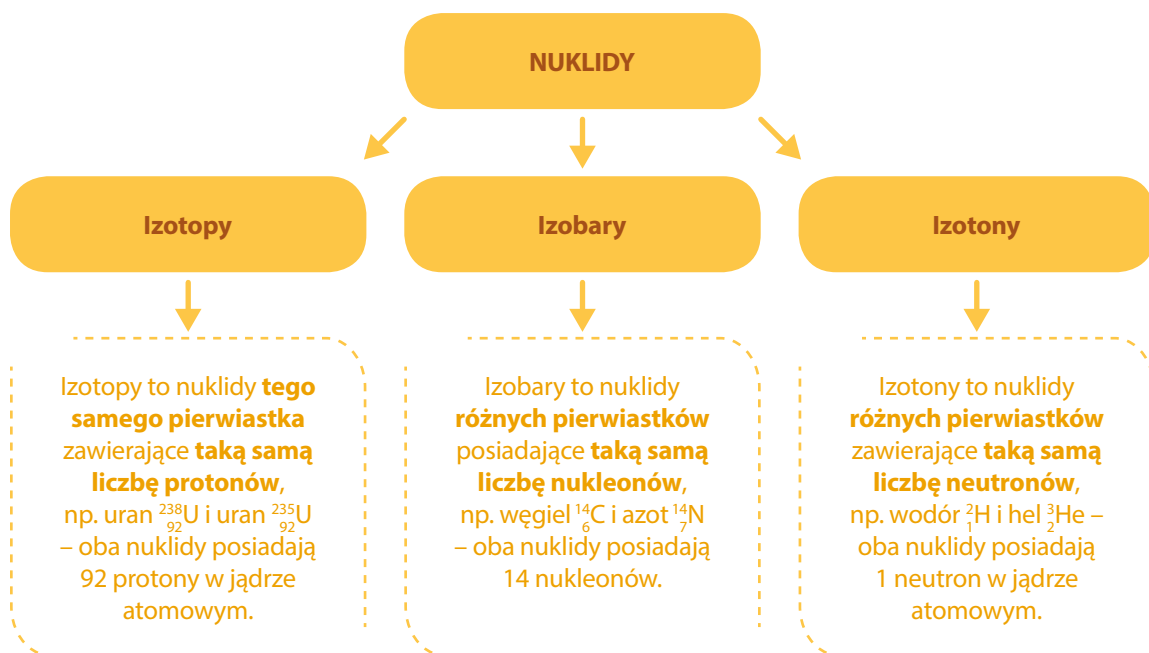 NUKLIDY
Izotopy
Izobary
Izotony
Izotopy to nuklidy tego
samego pierwiastka
zawierające taką samą
liczbę protonów,
np. uran ²³⁸₉₂U i uran ²³⁵₉₂U
– oba nuklidy posiadają
92 protony w jądrze
atomowym.
Izobary to nuklidy
różnych pierwiastków
posiadające taką samą
liczbę nukleonów,
np. węgiel ¹⁴₆C i azot ¹⁴₇N
– oba nuklidy posiadają
14 nukleonów.
Izotony to nuklidy
różnych pierwiastków
zawierające taką samą
liczbę neutronów,
np. wodór ²₁H i hel ³₂He –
oba nuklidy posiadają
1 neutron w jądrze
atomowym.